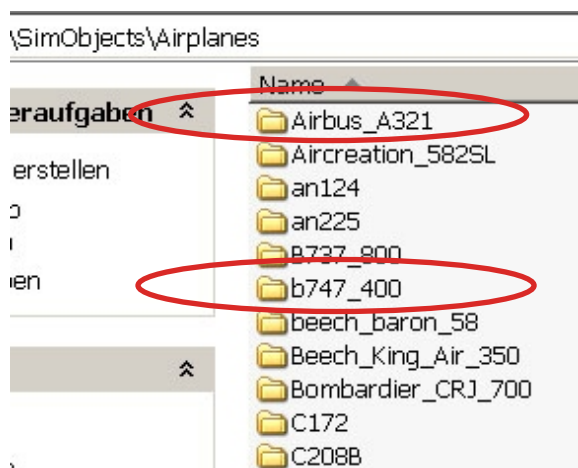 \SimObjects\Airplanes
Name
eraufgaben
erstellen
en
Airbus_A321
Aircreation_582SL
an124
an225
B737_800
b747_400
beech_baron_58
Beech_King_Air_350
Bombardier_CRJ_700
C172
C208B